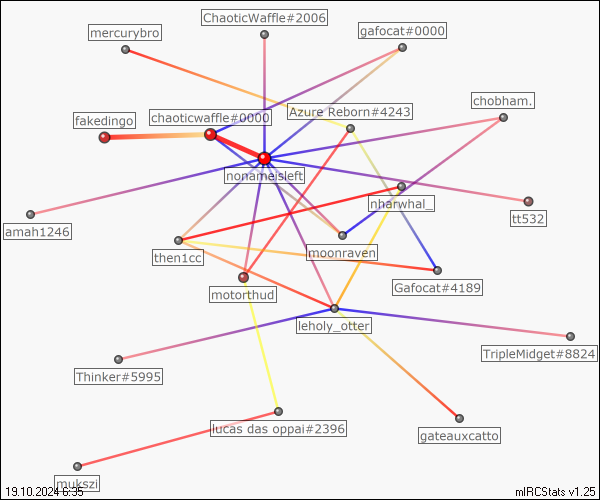 ChaoticWaffle#2006
mercurybro
gafocat#0000
chobham.
Azure Reborn#4243
chaoticwaffle#0000
fakedingo
nonameisleft
nharwhal_
tt532
amah1246
moonraven
then1cc
Gafocat#4189
motorthud
leholy_otter
TripleMidget#8824
Thinker#5995
lucas das oppai#2396
gateauxcatto
mukszi
19.10.2024 6:35
mIRCStats v1.25